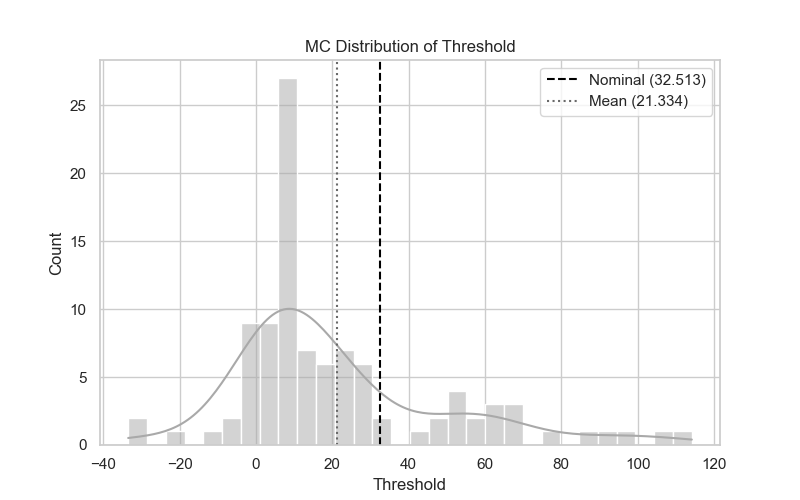 MC Distribution of Threshold
Nominal (32.513)
Mean (21.334)
25
20
15
10
5
0
Count
−40 −20 0 20 40 60 80 100 120
Threshold